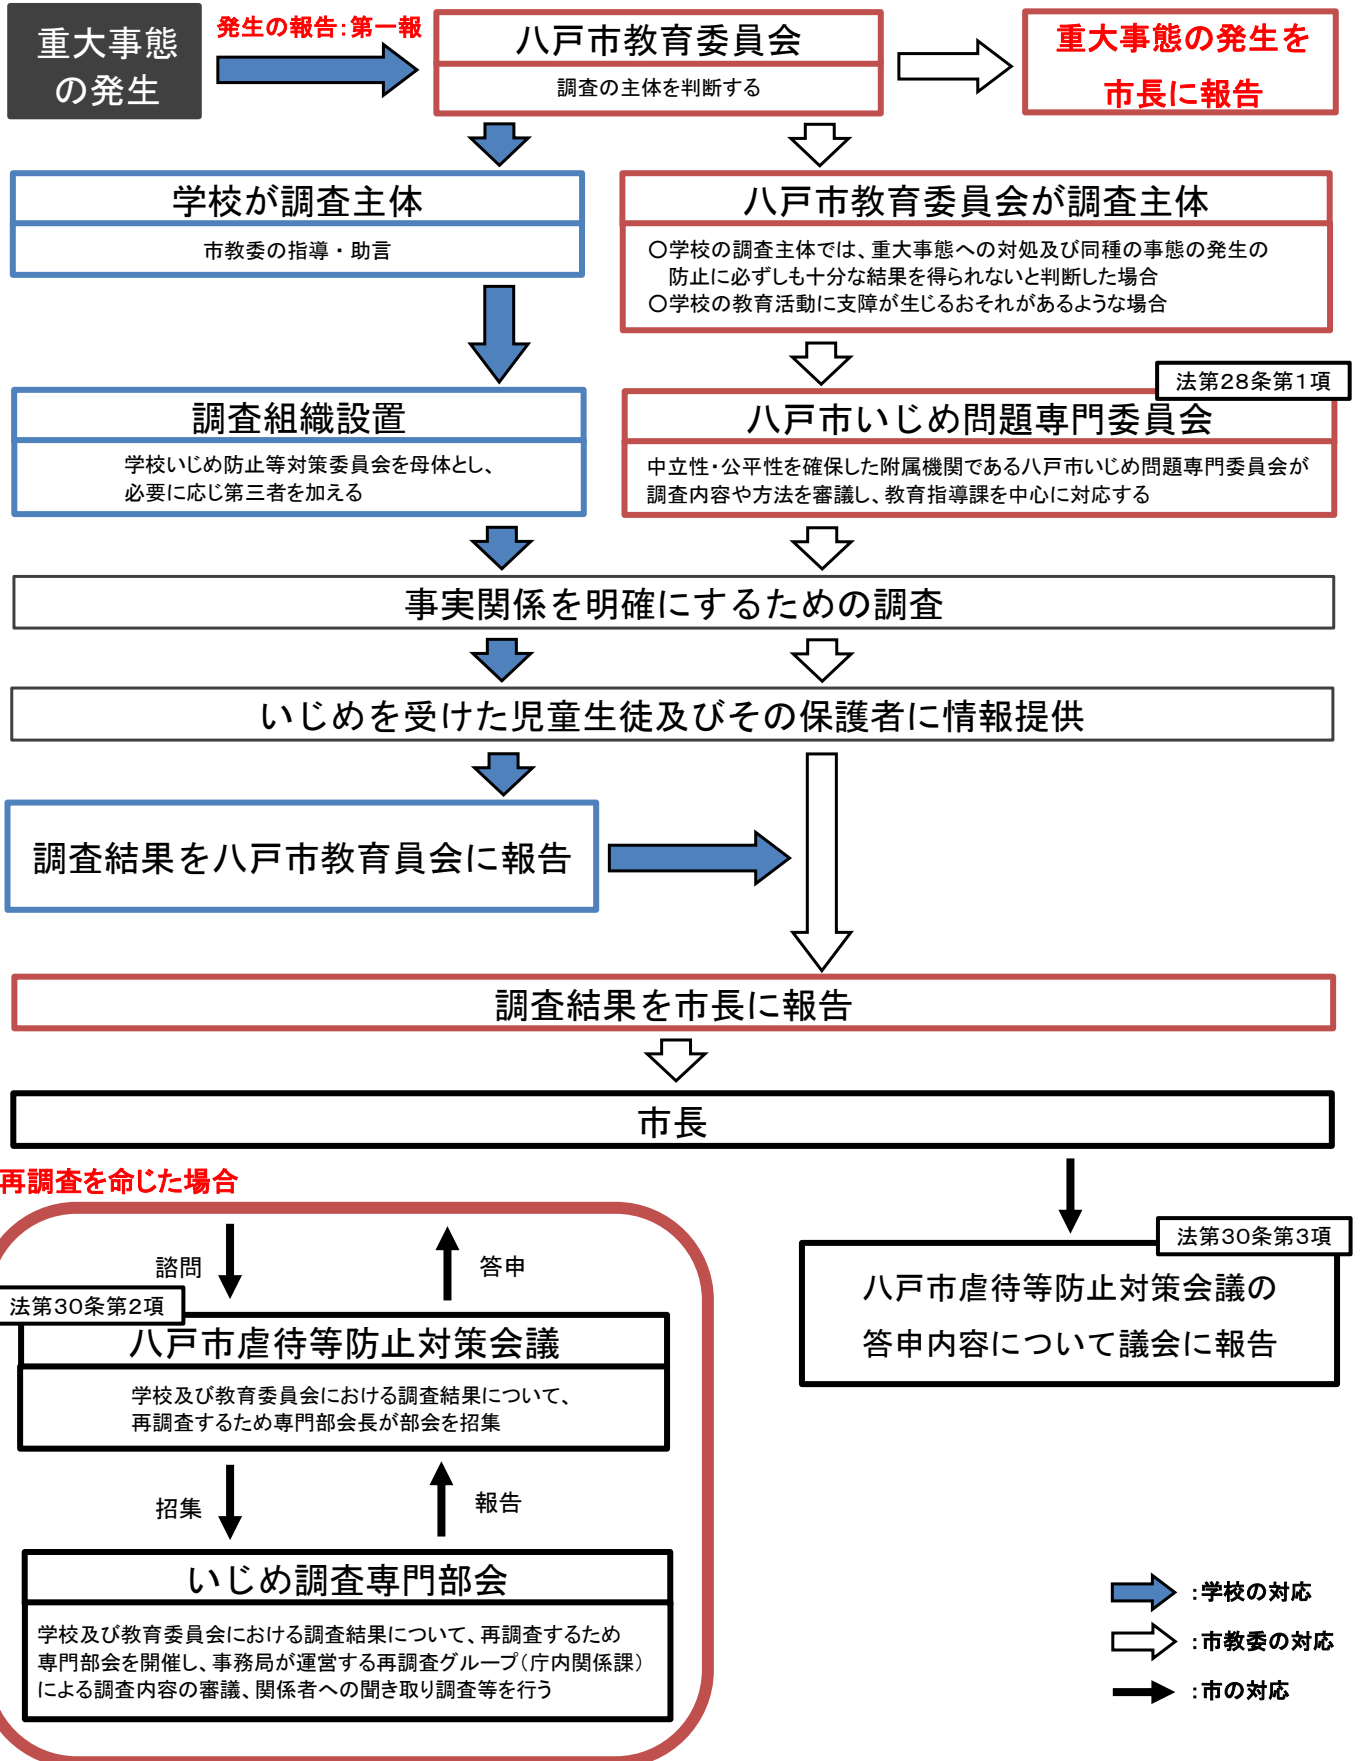 重大事態
の発生
発生の報告：第一報
八戸市教育委員会
調査の主体を判断する
重大事態の発生を
市長に報告
学校が調査主体
市教委の指導・助言
八戸市教育委員会が調査主体
○学校の調査主体では、重大事態への対処及び同種の事態の発生の
防止に必ずしも十分な結果を得られないと判断した場合
○学校の教育活動に支障が生じるおそれがあるような場合
調査組織設置
学校いじめ防止等対策委員会を母体とし、
必要に応じ第三者を加える
法第28条第1項
八戸市いじめ問題専門委員会
中立性・公平性を確保した附属機関である八戸市いじめ問題専門委員会が
調査内容や方法を審議し、教育指導課を中心に対応する
事実関係を明確にするための調査
いじめを受けた児童生徒及びその保護者に情報提供
調査結果を八戸市教育員会に報告
調査結果を市長に報告
市長
再調査を命じた場合
諮問
答申
法第30条第2項
八戸市虐待等防止対策会議
学校及び教育委員会における調査結果について、
再調査するため専門部会長が部会を招集
招集
報告
いじめ調査専門部会
学校及び教育委員会における調査結果について、再調査するため
専門部会を開催し、事務局が運営する再調査グループ（庁内関係課）
による調査内容の審議、関係者への聞き取り調査等を行う
法第30条第3項
八戸市虐待等防止対策会議の
答申内容について議会に報告
：学校の対応
：市教委の対応
：市の対応